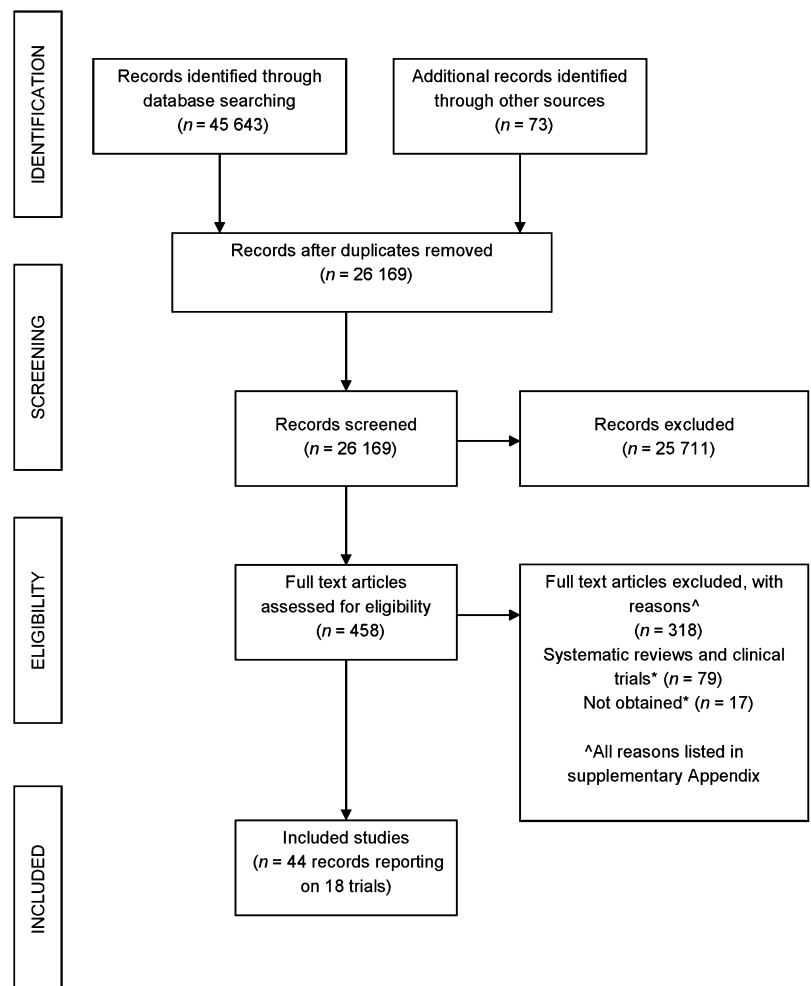 IDENTIFICATION
Records identified through
database searching
(n = 45 643)
Additional records identified
through other sources
(n = 73)
Records after duplicates removed
(n = 26 169)
SCREENING
Records screened
(n = 26 169)
Records excluded
(n = 25 711)
ELIGIBILITY
Full text articles
assessed for eligibility
(n = 458)
Full text articles excluded, with
reasons^
(n = 318)
Systematic reviews and clinical
trials* (n = 79)
Not obtained* (n = 17)
^All reasons listed in
supplementary Appendix
INCLUDED
Included studies
(n = 44 records reporting
on 18 trials)